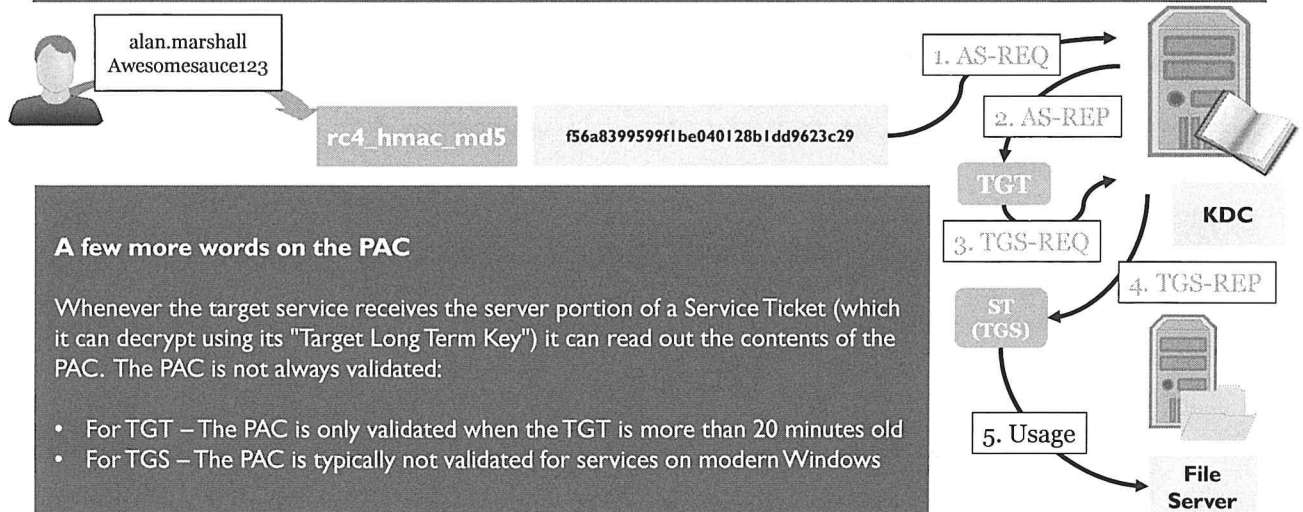 alan.marshall
Awesomesauce123
rc4_hmac_md5
f56a8399599f1be040128b1dd9623c29
1. AS-REQ
2. AS-REP
TGT
3. TGS-REQ
KDC
4. TGS-REP
ST
(TGS)
5. Usage
File
Server
A few more words on the PAC
Whenever the target service receives the server portion of a Service Ticket (which
it can decrypt using its "Target Long Term Key") it can read out the contents of the
PAC. The PAC is not always validated:
• For TGT – The PAC is only validated when the TGT is more than 20 minutes old
• For TGS – The PAC is typically not validated for services on modern Windows